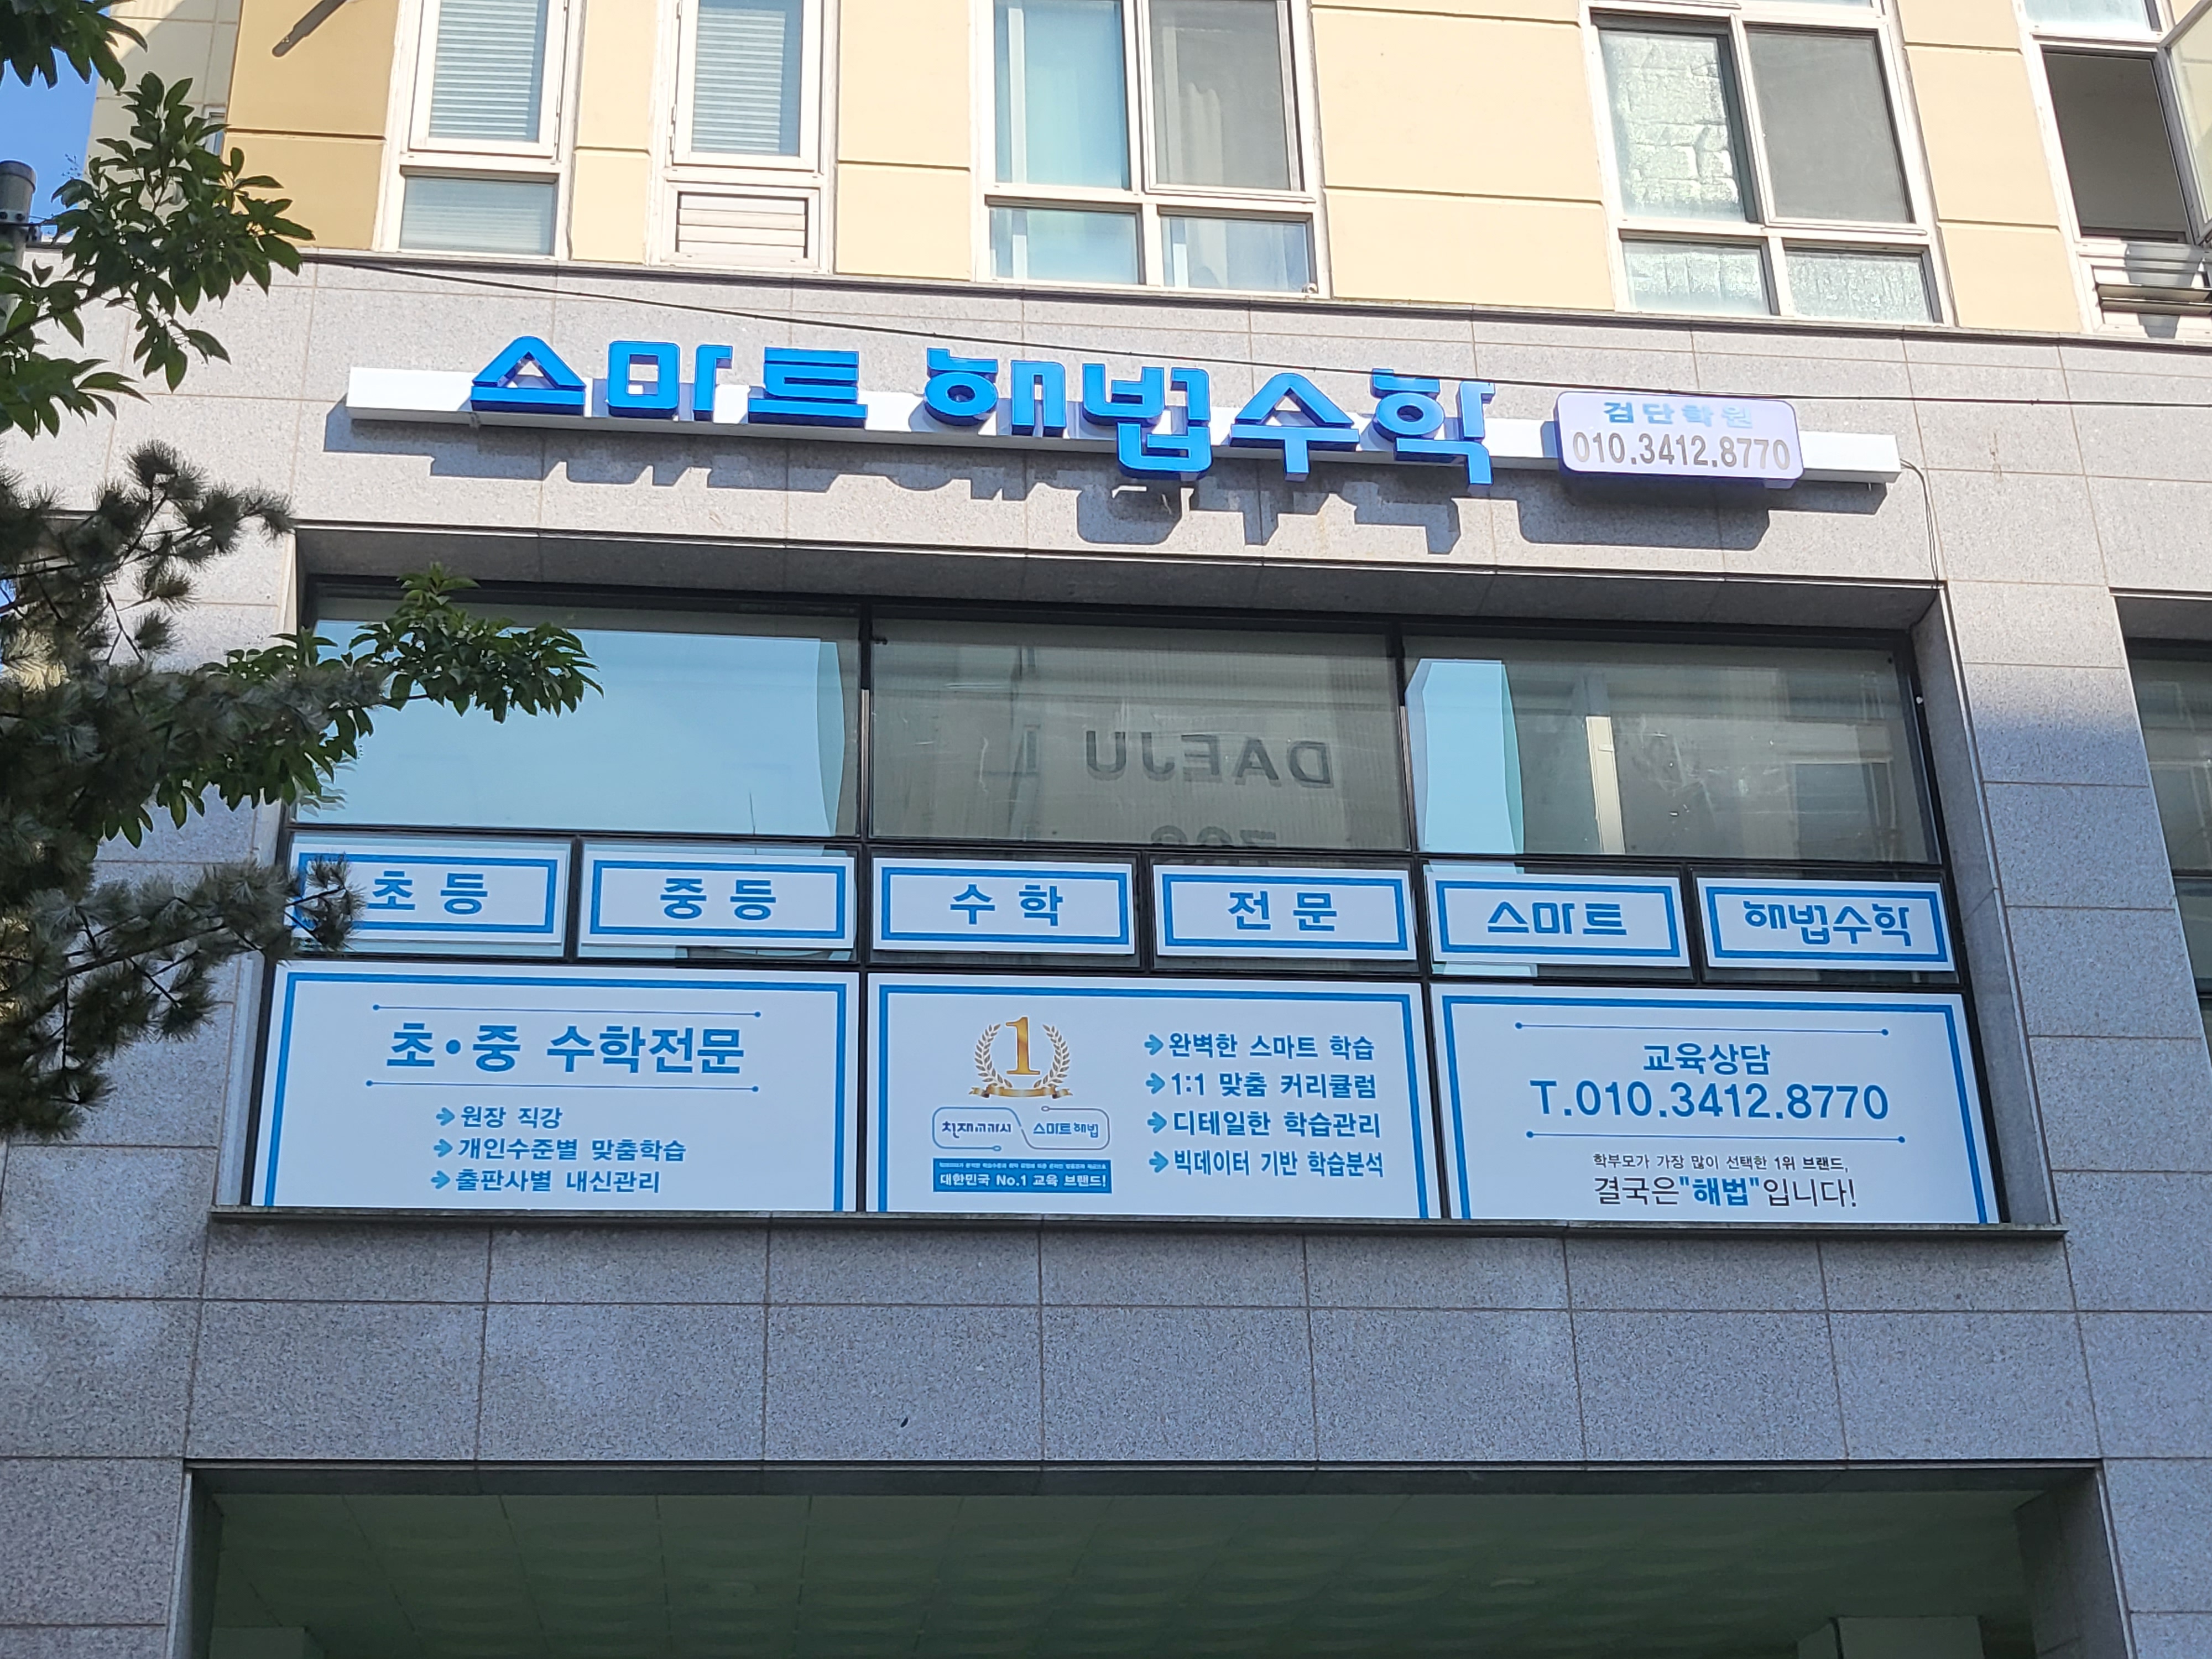 스마트 해법수학
검단학원
010.3412.8770
DAEJU
초등
중등
수학
전문
스마트
해법수학
초·중 수학전문
원장 직강
개인수준별 맞춤학습
출판사별 내신관리
1
천재교과서 스마트해법
대한민국 No.1 교육 브랜드!
완벽한 스마트 학습
1:1 맞춤 커리큘럼
디테일한 학습관리
빅데이터 기반 학습분석
교육상담
T.010.3412.8770
학부모가 가장 많이 선택한 1위 브랜드,
결국은"해법"입니다!